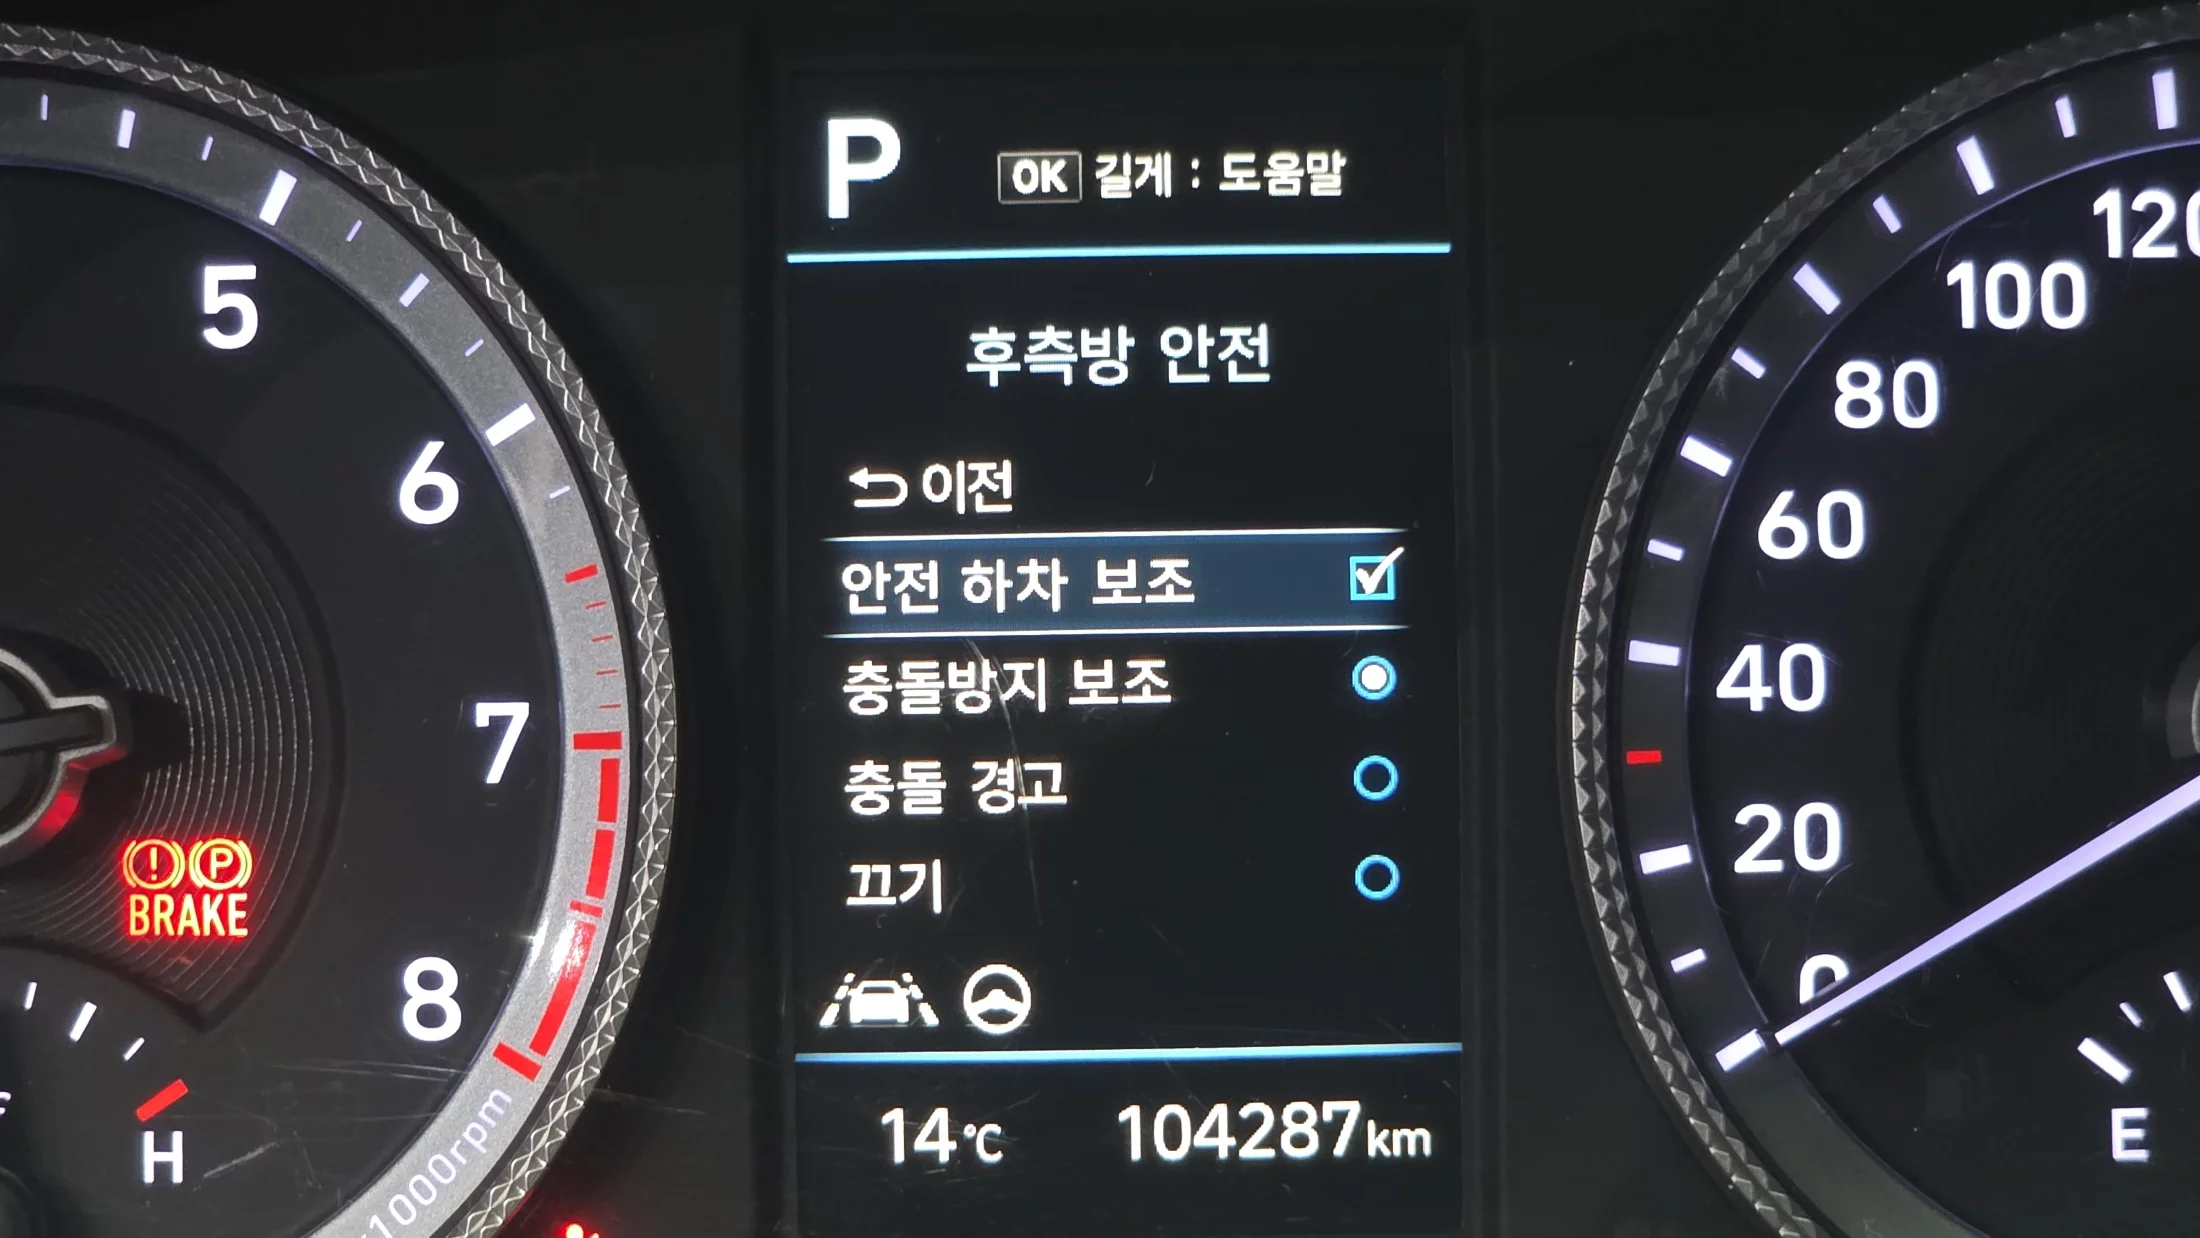 P
OK 길게 : 도움말
후측방 안전
이전
안전 하차 보조
충돌방지 보조
충돌 경고
끄기
14°C 104287km
5
6
7
8
BRAKE
H
1000rpm
120
100
80
60
40
20
0
E